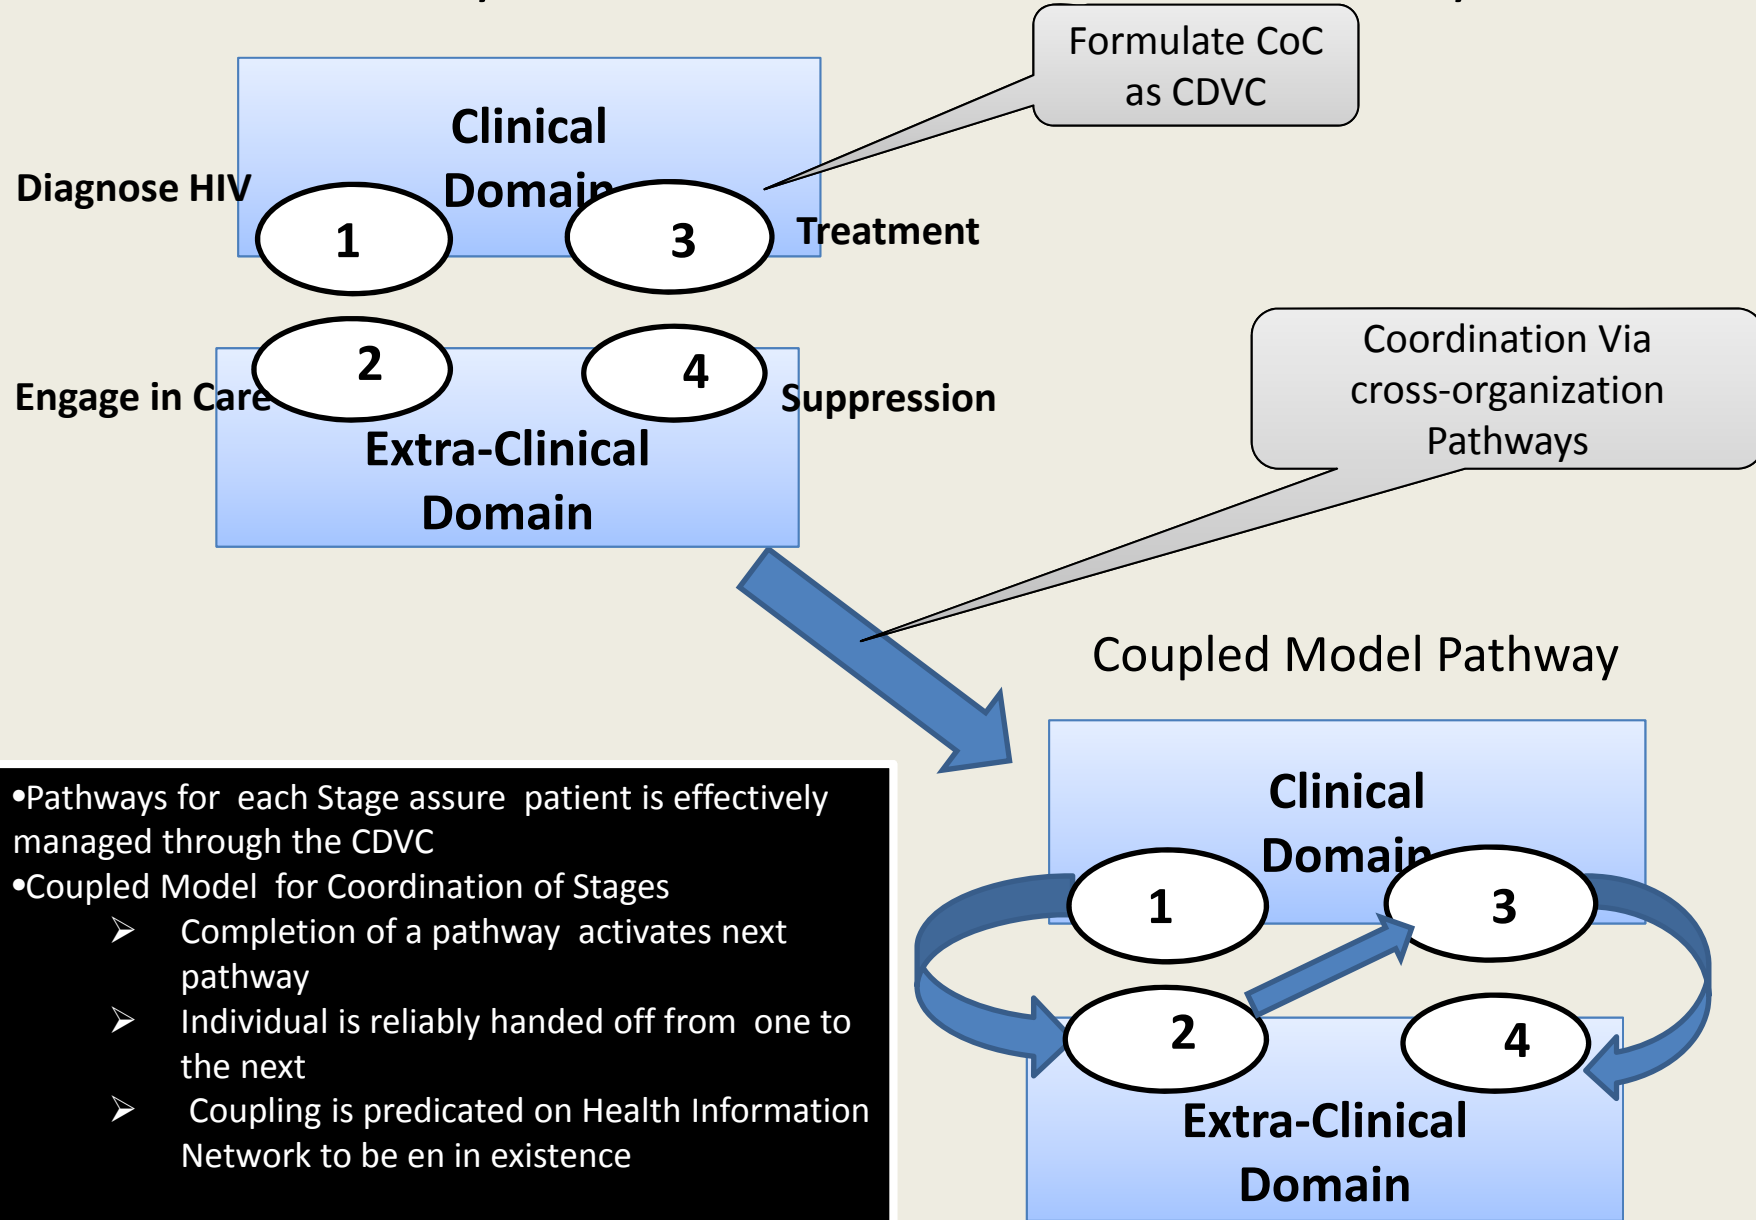 Formulate CoC
as CDVC
Clinical
Domain
Diagnose HIV
1
3
Treatment
2
4
Engage in Care
Suppression
Extra-Clinical
Domain
Coordination Via
cross-organization
Pathways
Coupled Model Pathway
•Pathways for each Stage assure patient is effectively
managed through the CDVC
•Coupled Model for Coordination of Stages
➢ Completion of a pathway activates next
pathway
➢ Individual is reliably handed off from one to
the next
➢ Coupling is predicated on Health Information
Network to be en in existence
Clinical
Domain
1
3
2
4
Extra-Clinical
Domain